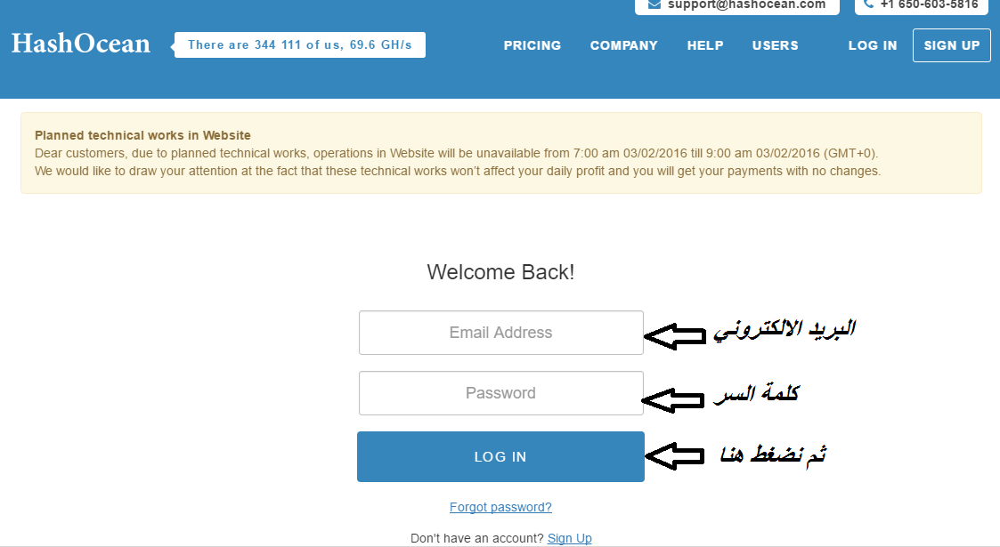 support@hashocean.com +1 650-603-5816
HashOcean There are 344 111 of us, 69.6 GH/s PRICING COMPANY HELP USERS LOG IN SIGN UP
Planned technical works in Website
Dear customers, due to planned technical works, operations in Website will be unavailable from 7:00 am 03/02/2016 till 9:00 am 03/02/2016 (GMT+0).
We would like to draw your attention at the fact that these technical works won't affect your daily profit and you will get your payments with no changes.
Welcome Back!
Email Address البريد الالكتروني
Password كلمة السر
LOG IN ثم نضغط هنا
Forgot password?
Don't have an account? Sign Up